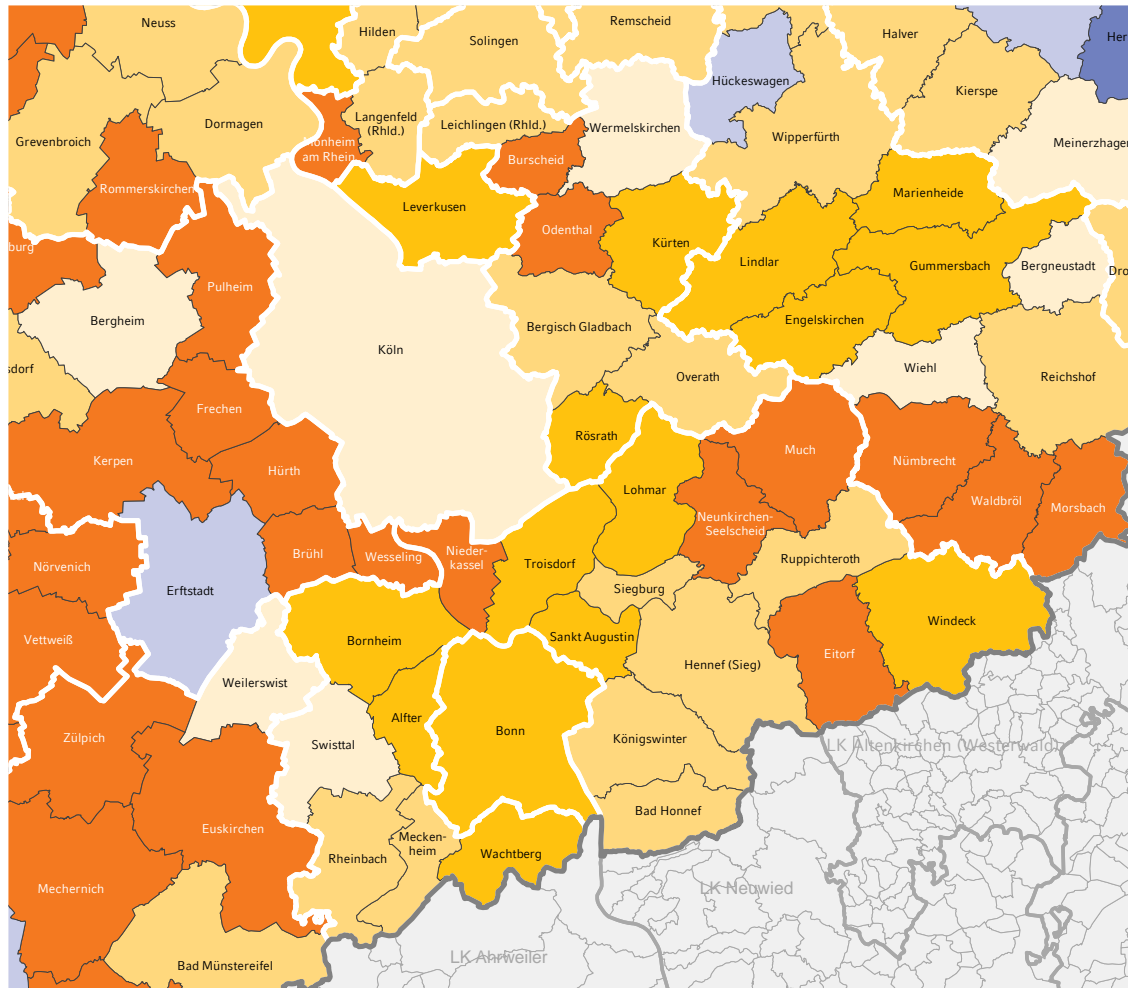 Neuss
Hilden
Solingen
Remscheid
Halver
Her
Hückeswagen
Kierspe
Grevenbroich
Dormagen
Langenfeld
(Rhld.)
Leichlingen (Rhld.)
Wermelskirchen
Wipperfürth
Meinerzhagen
onheim
am Rhein
Burscheid
Rommerskirchen
Leverkusen
Odenthal
Kürten
Marienheide
burg
Pulheim
Lindlar
Gummersbach
Bergneustadt
Dro
Bergheim
Köln
Bergisch Gladbach
Engelskirchen
sdorf
Overath
Wiehl
Reichshof
Frechen
Rösrath
Much
Kerpen
Hürth
Lohmar
Nümbrecht
Waldbröl
Morsbach
Neunkirchen-
Seelscheid
Nörvenich
Brühl
Wesseling
Nieder-
kassel
Troisdorf
Ruppichteroth
Erftstadt
Siegburg
Vettweiß
Bornheim
Sankt Augustin
Windeck
Eitorf
Hennef (Sieg)
Weilerswist
Alfter
Bonn
Zülpich
Swisttal
Königswinter
LK Altenkirchen (Westerwald)
Bad Honnef
Euskirchen
Rheinbach
Mecken-
heim
Wachtberg
Mechernich
LK Neuwied
LK Ahrweiler
Bad Münstereifel